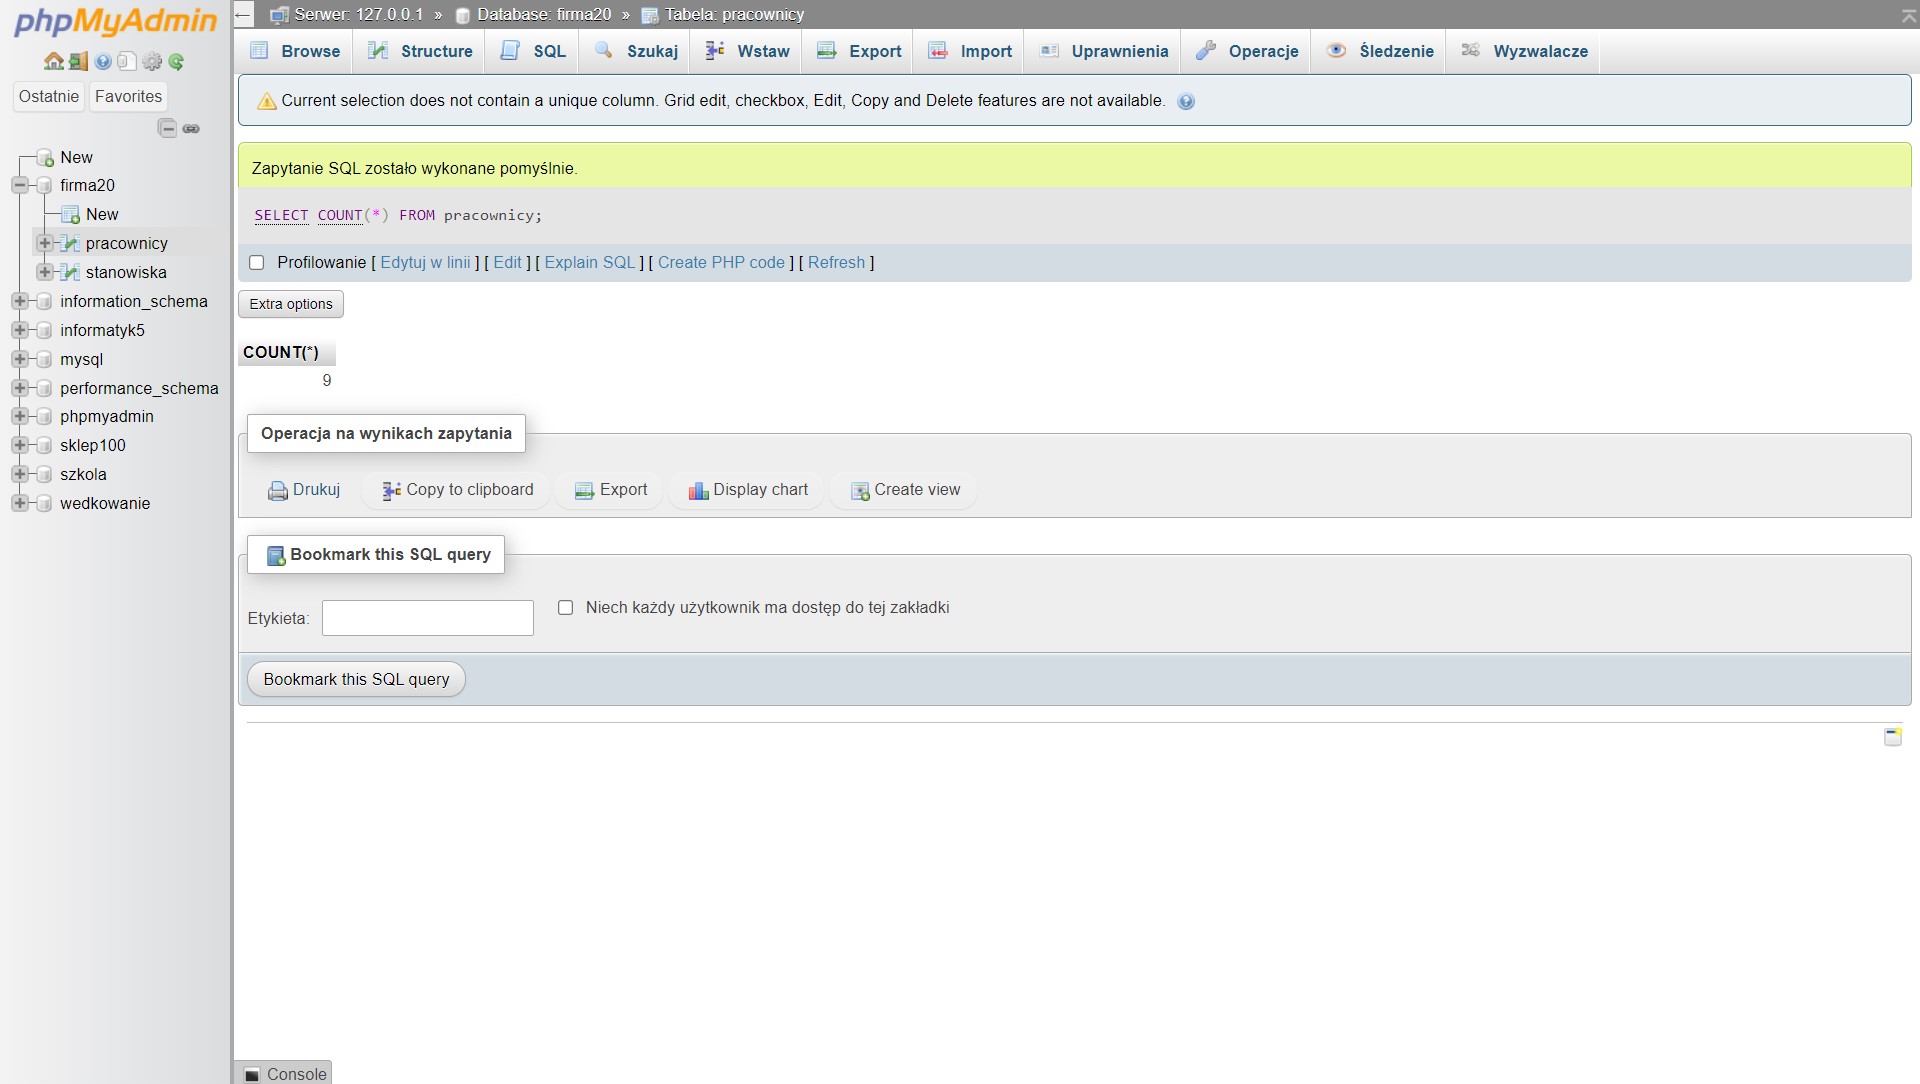 phpMyAdmin
Ostatnie Favorites
New
firma20
New
pracownicy
stanowiska
information_schema
informatyk5
mysql
performance_schema
phpmyadmin
sklep100
szkola
wedkowanie
Serwer: 127.0.0.1 » Database: firma20 » Tabela: pracownicy
Browse Structure SQL Szukaj Wstaw Export Import Uprawnienia Operacje Śledzenie Wyzwalacze
Current selection does not contain a unique column. Grid edit, checkbox, Edit, Copy and Delete features are not available.
Zapytanie SQL zostało wykonane pomyślnie.
SELECT COUNT(*) FROM pracownicy;
Profilowanie [ Edytuj w linii ] [ Edit ] [ Explain SQL ] [ Create PHP code ] [ Refresh ]
Extra options
COUNT(*)
9
Operacja na wynikach zapytania
Drukuj Copy to clipboard Export Display chart Create view
Bookmark this SQL query
Etykieta: Niech każdy użytkownik ma dostęp do tej zakładki
Bookmark this SQL query
Console